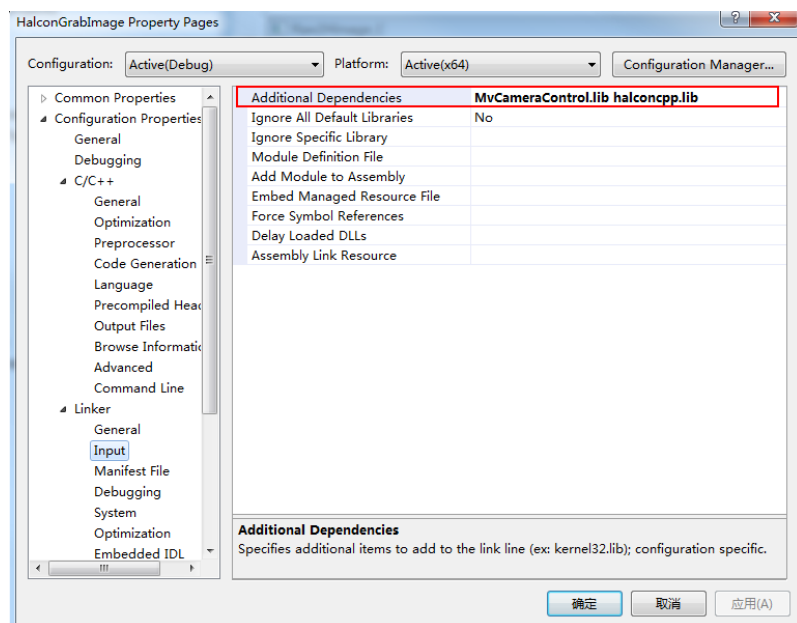 HalconGrabImage Property Pages
Configuration: Active(Debug) Platform: Active(x64) Configuration Manager...
Common Properties
Configuration Properties
General
Debugging
C/C++
General
Optimization
Preprocessor
Code Generation
Language
Precompiled Head
Output Files
Browse Informatic
Advanced
Command Line
Linker
General
Input
Manifest File
Debugging
System
Optimization
Embedded IDL
Additional Dependencies MvCameraControl.lib halconcpp.lib
Ignore All Default Libraries No
Ignore Specific Library
Module Definition File
Add Module to Assembly
Embed Managed Resource File
Force Symbol References
Delay Loaded DLLs
Assembly Link Resource
Additional Dependencies
Specifies additional items to add to the link line (ex: kernel32.lib); configuration specific.
确定 取消 应用(A)